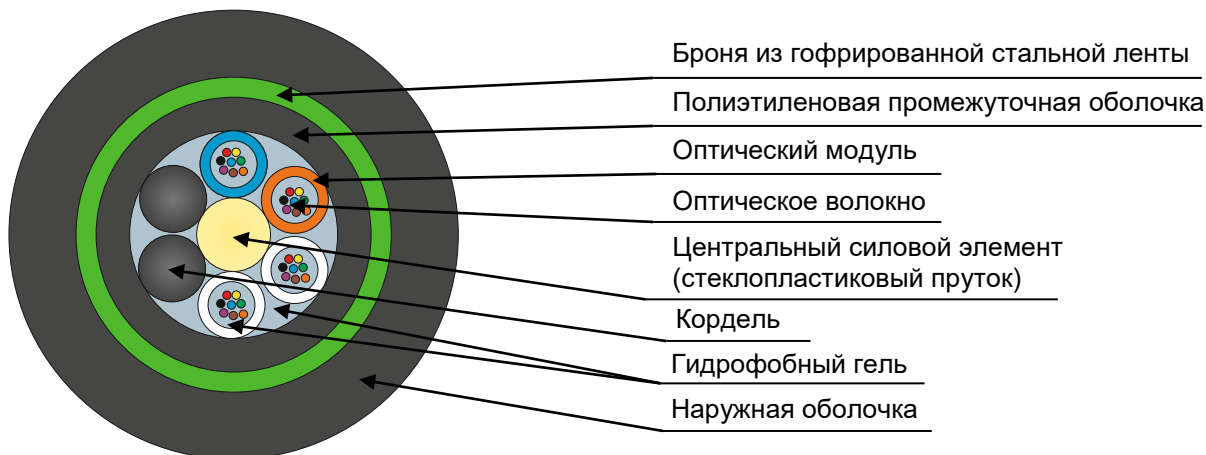 Броня из гофрированной стальной ленты
Полиэтиленовая промежуточная оболочка
Оптический модуль
Оптическое волокно
Центральный силовой элемент
(стеклопластиковый пруток)
Кордель
Гидрофобный гель
Наружная оболочка